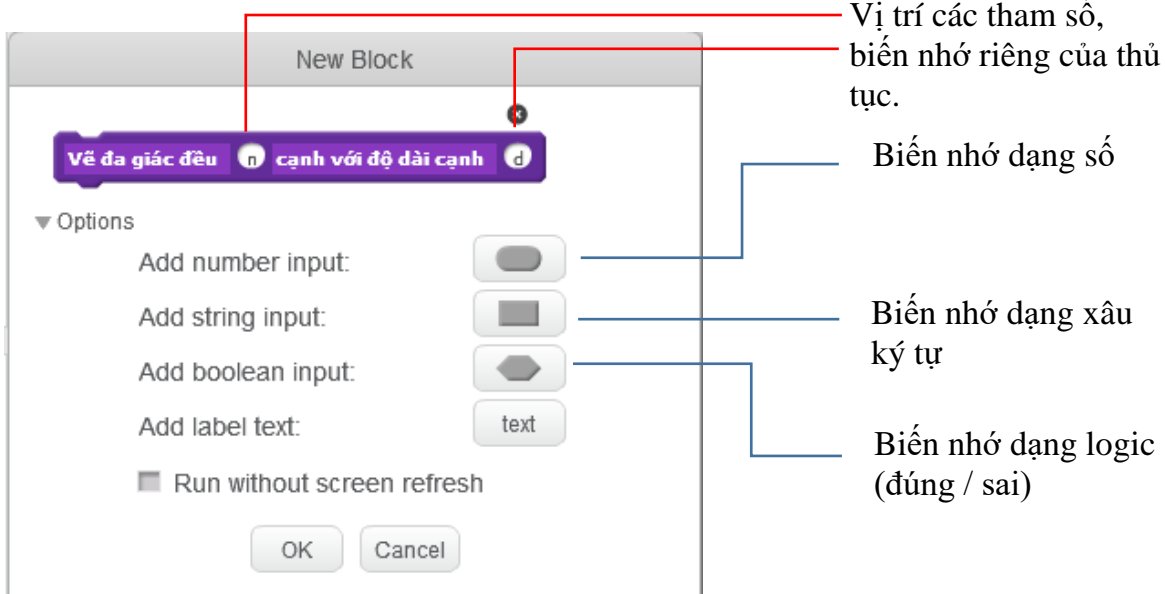 Vị trí các tham số,
biến nhớ riêng của thủ
tục.
New Block
Vẽ đa giác đều n cạnh với độ dài cạnh d
Biến nhớ dạng số
Options
Add number input:
Add string input:
Biến nhớ dạng xâu
ký tự
Add boolean input:
Add label text: text
Biến nhớ dạng logic
(đúng / sai)
Run without screen refresh
OK Cancel